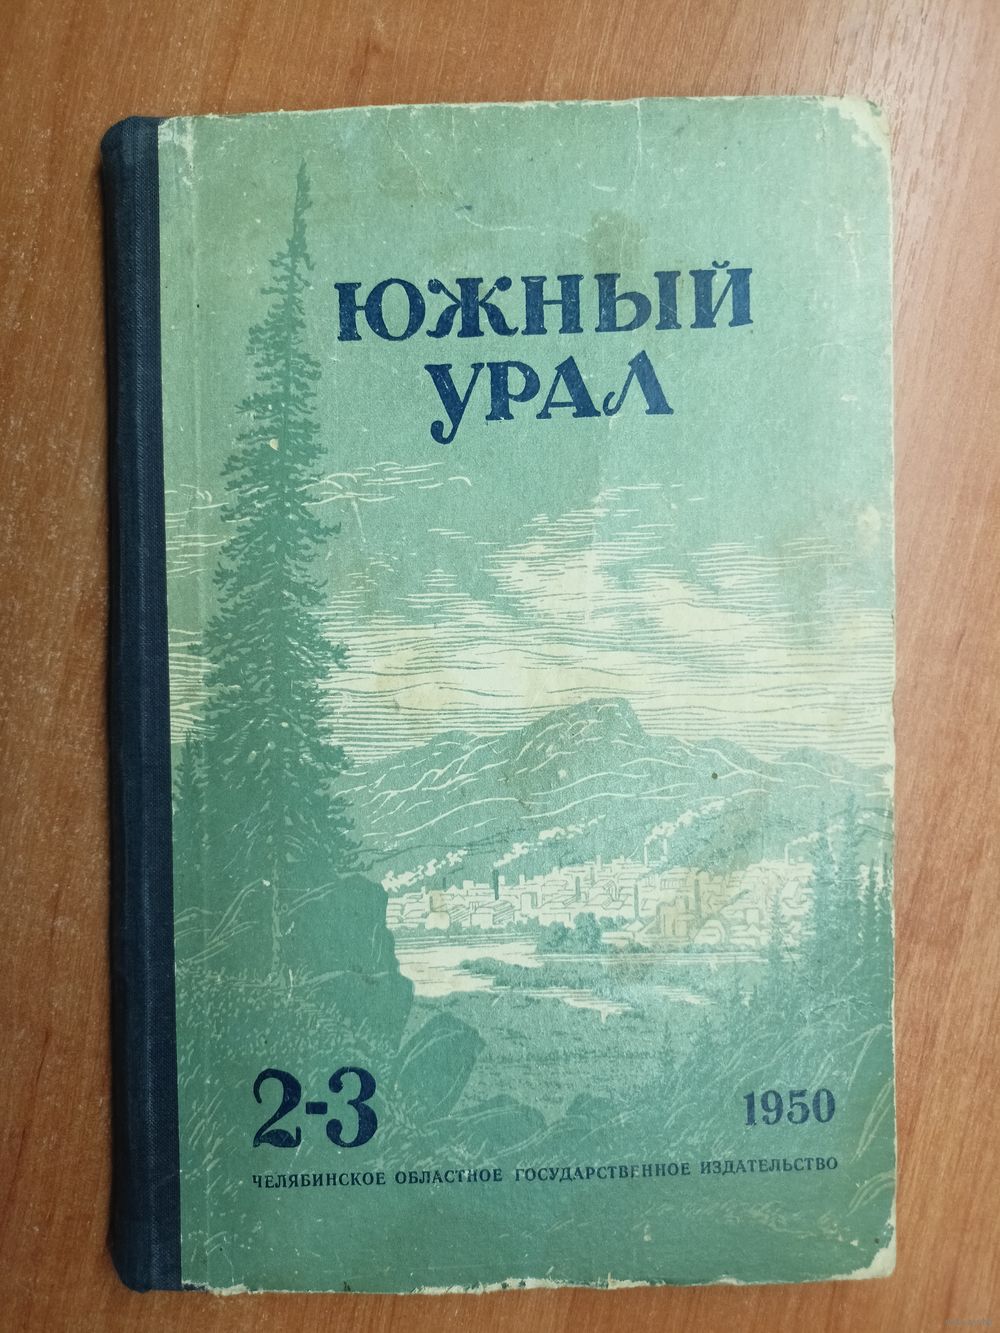 ЮЖНЫЙ
УРАЛ
2-3
1950
ЧЕЛЯБИНСКОЕ ОБЛАСТНОЕ ГОСУДАРСТВЕННОЕ ИЗДАТЕЛЬСТВО